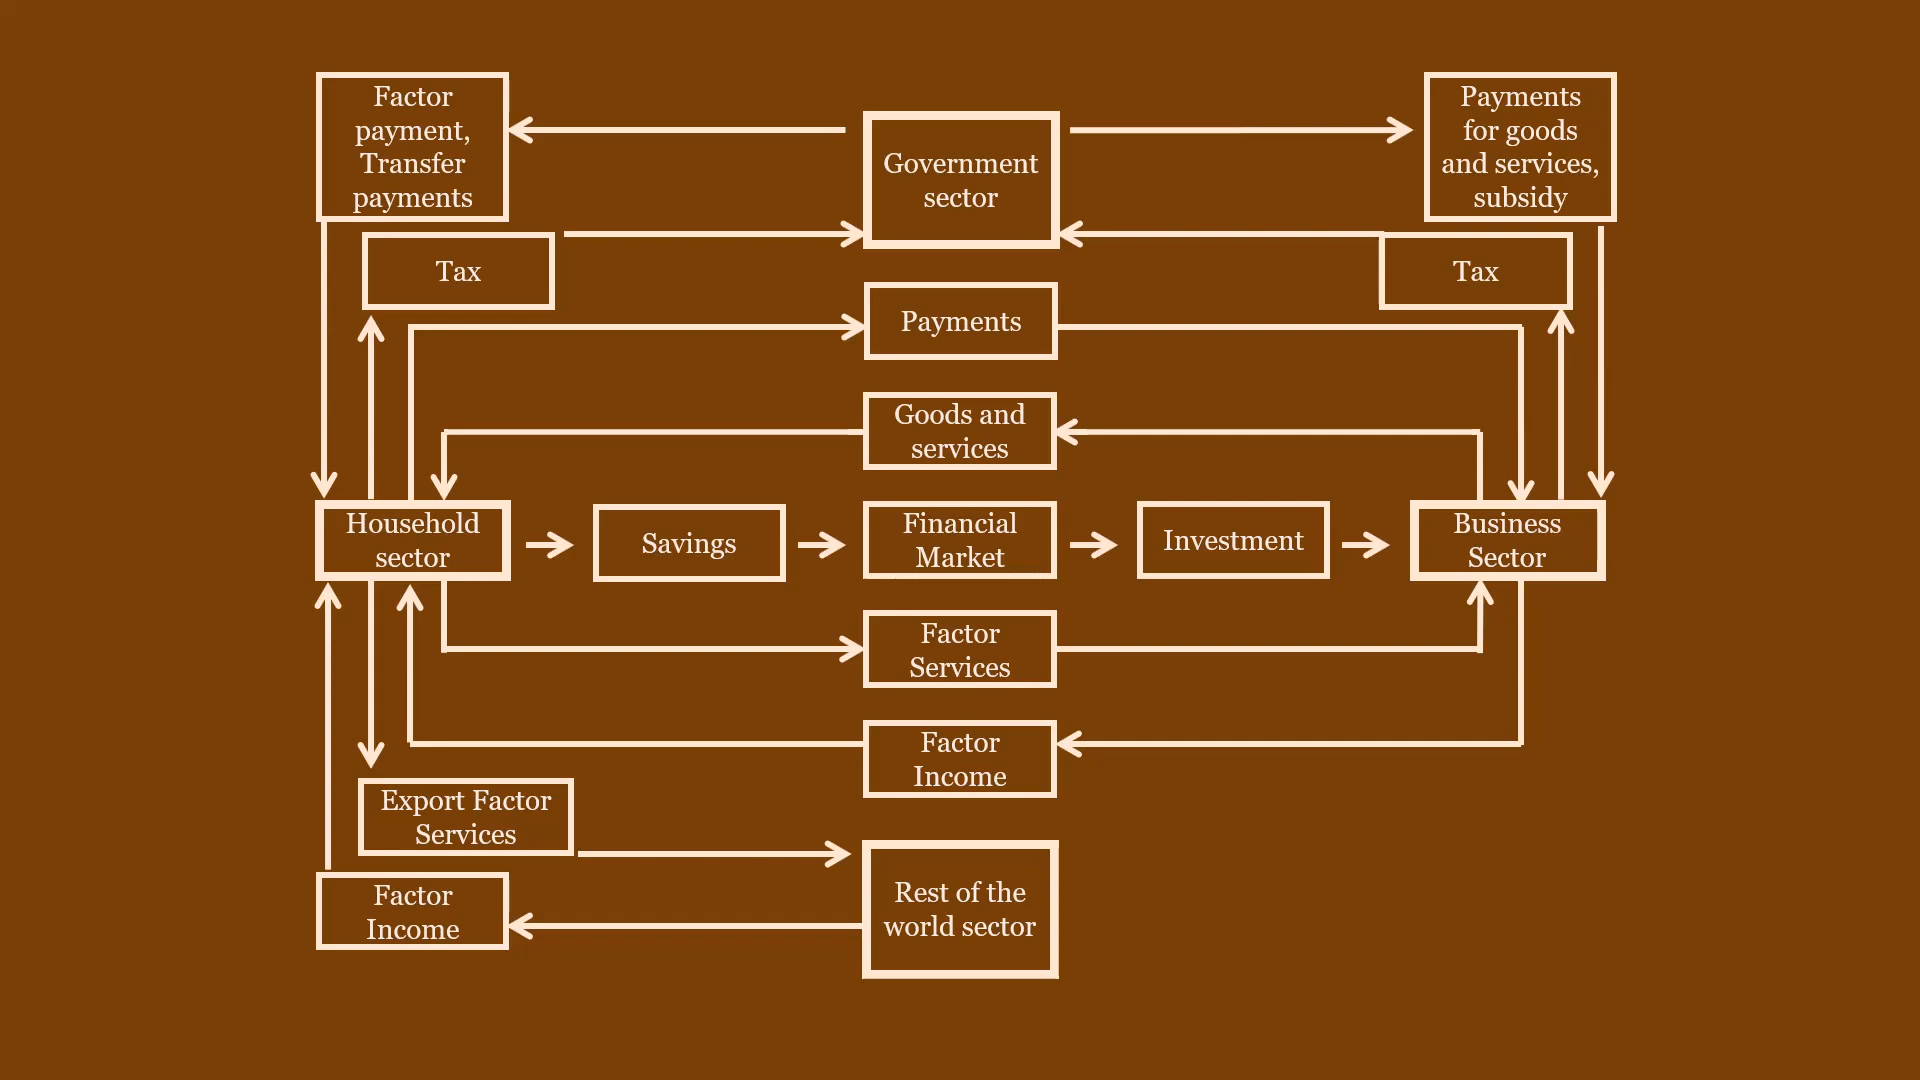 Factor
payment,
Transfer
payments
Government
sector
Payments
for goods
and services,
subsidy
Tax
Tax
Payments
Goods and
services
Household
sector
Savings
Financial
Market
Investment
Business
Sector
Factor
Services
Factor
Income
Export Factor
Services
Factor
Income
Rest of the
world sector